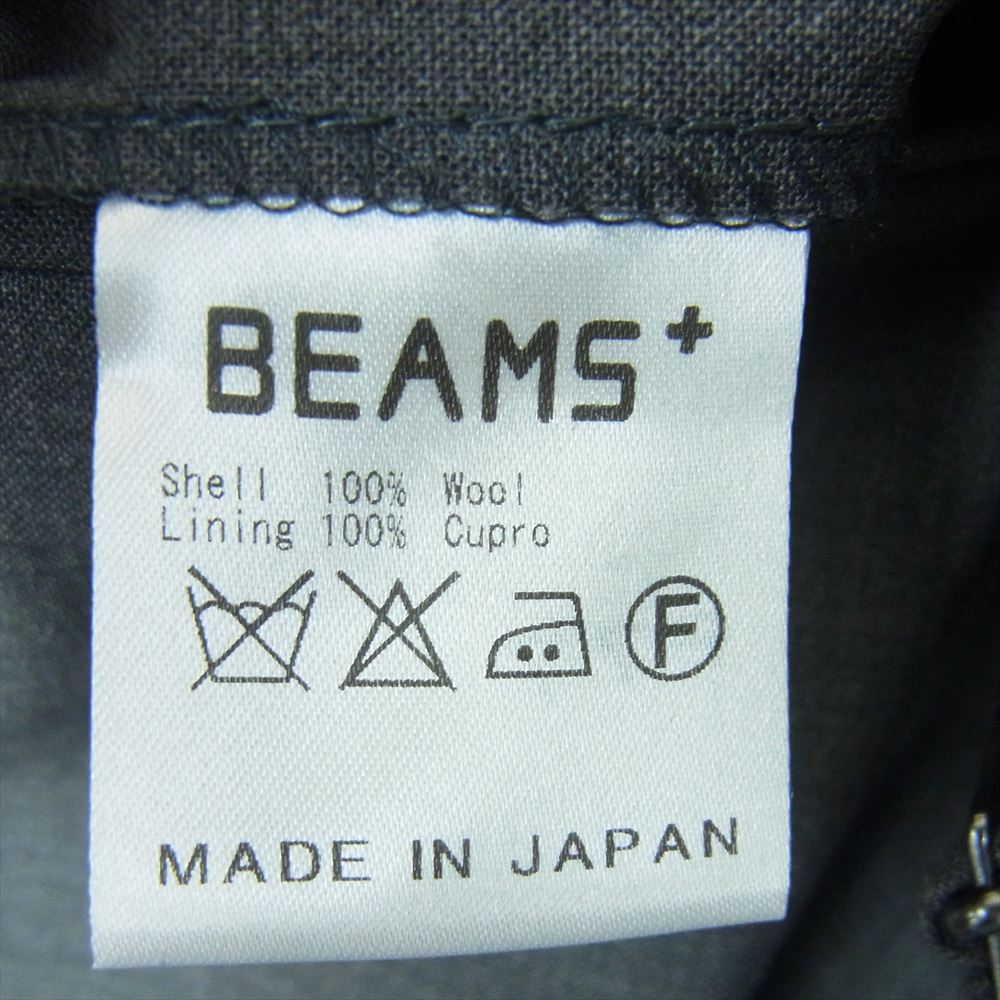 BEAMS+
Shell 100% Wool
Lining 100% Cupro
F
MADE IN JAPAN